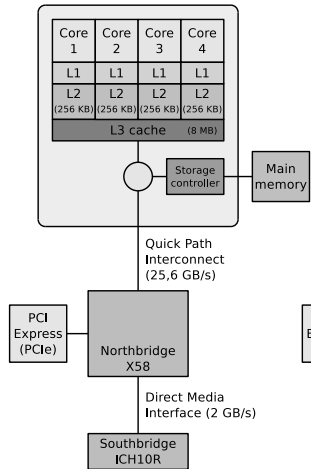 Core Core Core Core
1 2 3 4
L1 L1 L1 L1
L2 L2 L2 L2
(256 KB) (256 KB) (256 KB) (256 KB)
L3 cache (8 MB)
Storage
controller
Main
memory
Quick Path
Interconnect
(25,6 GB/s)
PCI
Express
(PCIe)
Northbridge
X58
Direct Media
Interface (2 GB/s)
Southbridge
ICH10R